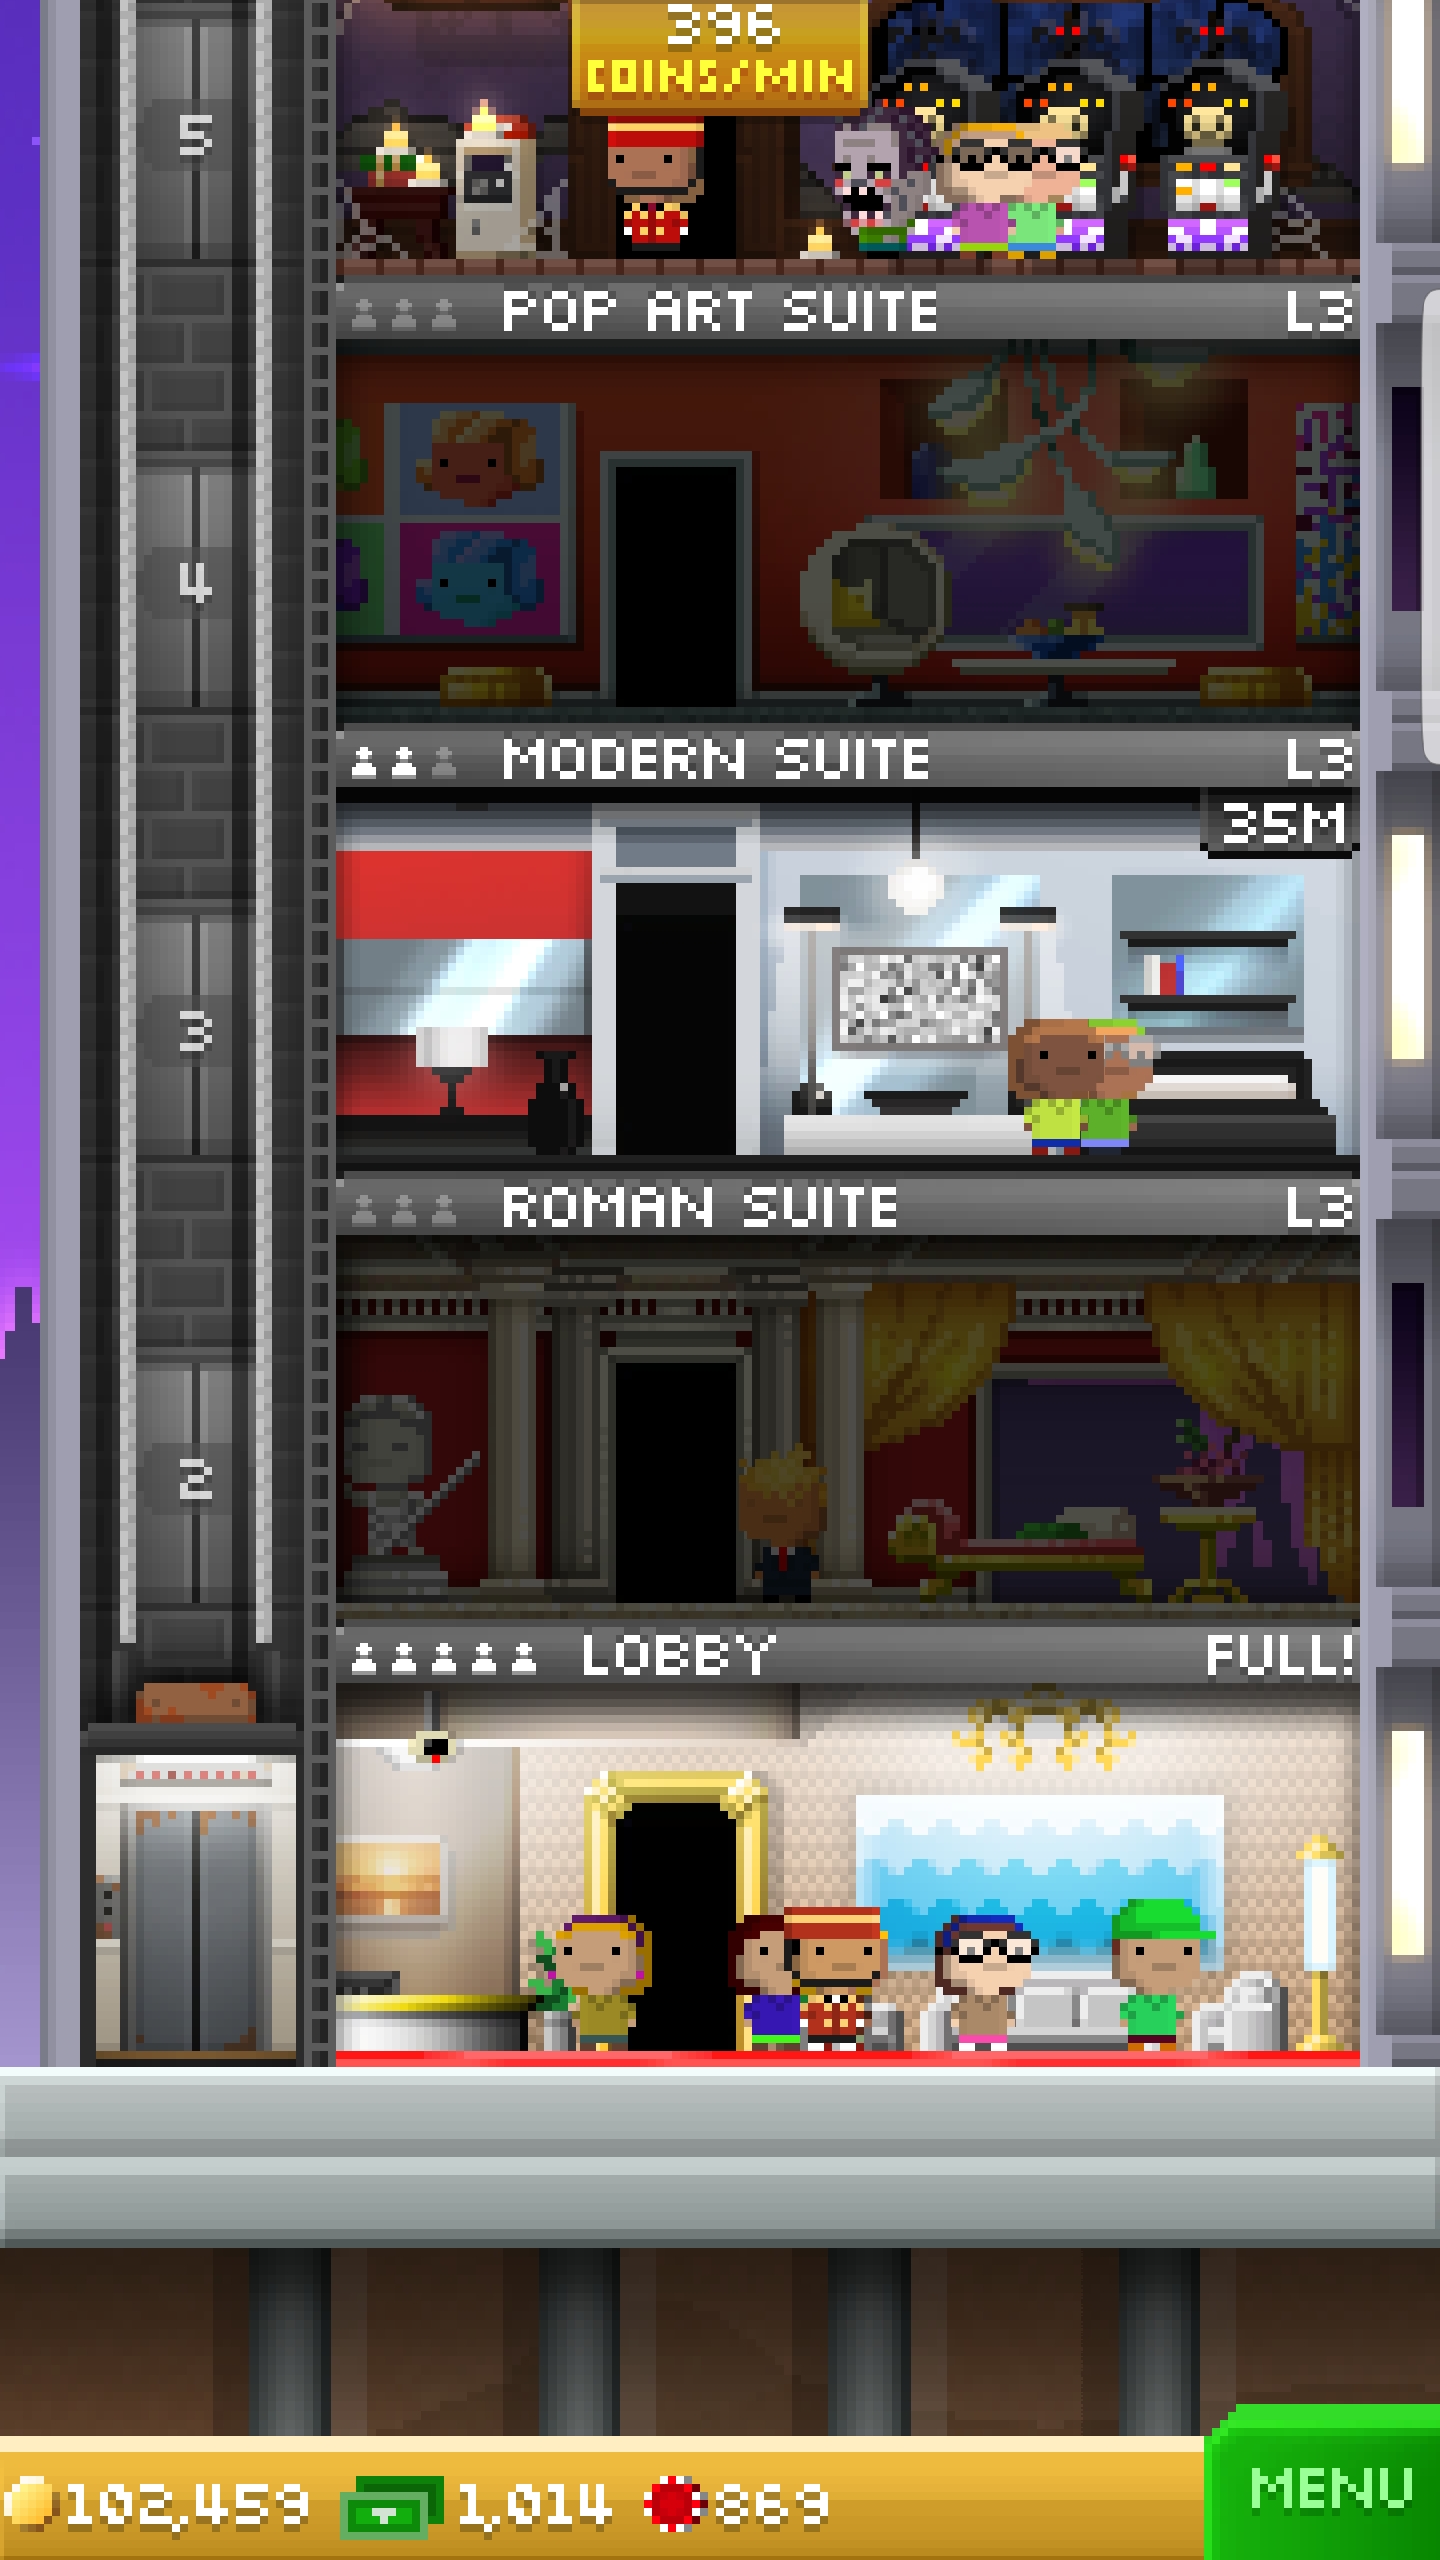 396
COINS/MIN
5
POP ART SUITE L3
4
MODERN SUITE L3
35M
3
ROMAN SUITE L3
2
LOBBY FULL!
102,459 1,014 869
MENU